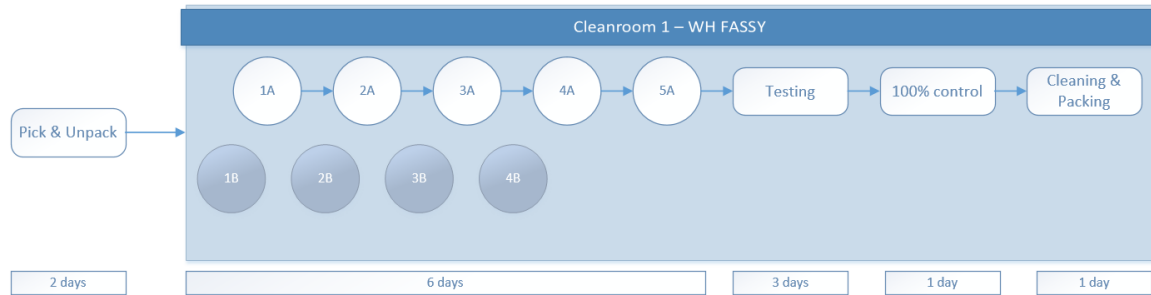 Cleanroom 1 – WH FASSY
1A
2A
3A
4A
5A
Testing
100% control
Cleaning &
Packing
Pick & Unpack
1B
2B
3B
4B
2 days
6 days
3 days
1 day
1 day